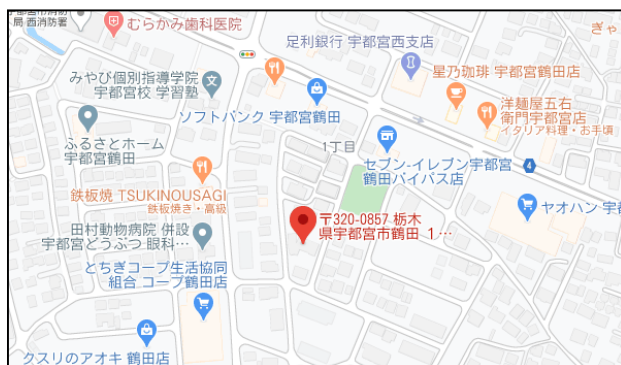 局 西消防署
むらかみ歯科医院
足利銀行 宇都宮西支店
ぎゃ
みやび個別指導学院
宇都宮校 学習塾
星乃珈琲 宇都宮鶴田店
ソフトバンク 宇都宮鶴田
洋麺屋五右
衛門宇都宮店
イタリア料理・お手頃
ふるさとホーム
宇都宮鶴田
1丁目
セブン-イレブン宇都宮
鶴田バイパス店
4
鉄板焼 TSUKINOUSAGI
鉄板焼き・高級
ヤオハン 宇都
〒320-0857 栃木
県宇都宮市鶴田 1...
田村動物病院 併設
宇都宮どうぶつ 眼科…
とちぎコープ生活協同
組合 コープ鶴田店
クスリのアオキ 鶴田店